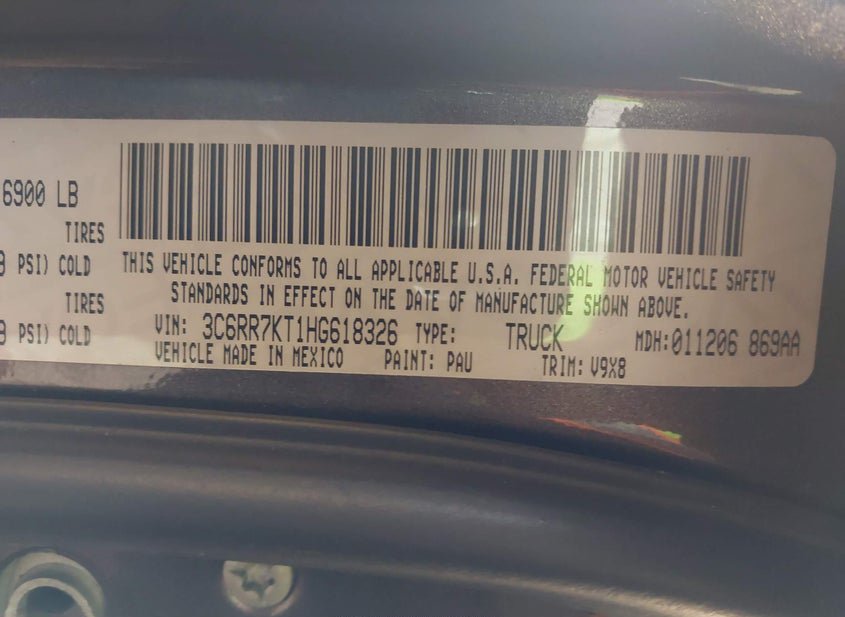 6900 LB
TIRES
PSI) COLD
TIRES
PSI) COLD
THIS VEHICLE CONFORMS TO ALL APPLICABLE U.S.A. FEDERAL MOTOR VEHICLE SAFETY
STANDARDS IN EFFECT ON THE DATE OF MANUFACTURE SHOWN ABOVE.
VIN: 3C6RR7KT1HG618326 TYPE: TRUCK MDH:011206 869AA
VEHICLE MADE IN MEXICO PAINT: PAU TRIM: V9X8